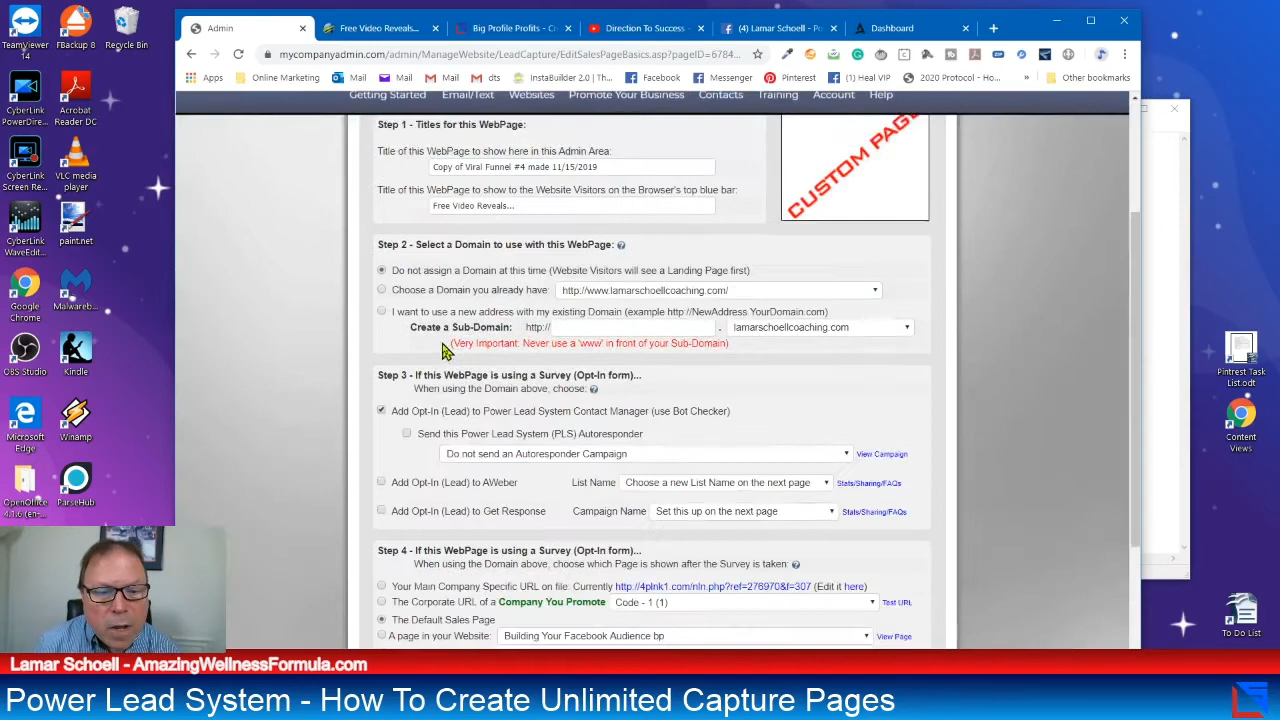 Admin
Free Video Reveals...
Big Profile Profits - Cr
Direction To Success -
(4) Lamar Schoell - Pow
Dashboard
mycompanyadmin.com/admin/ManageWebsite/LeadCapture/EditSalesPageBasics.asp?pageID=6784...
Apps
Online Marketing
Mail
Mail
Mail
dts
InstaBuilder 2.0 | Th...
Facebook
Messenger
Pinterest
(1) Heal VIP
2020 Protocol - Ho...
»
Other bookmarks
Getting Started
Email/Text
Websites
Promote Your Business
Contacts
Training
Account
Help
Step 1 - Titles for this WebPage:
Title of this WebPage to show here in this Admin Area:
Copy of Viral Funnel #4 made 11/15/2019
Title of this WebPage to show to the Website Visitors on the Browser's top blue bar:
Free Video Reveals...
CUSTOM PAGE
Step 2 - Select a Domain to use with this WebPage:
Do not assign a Domain at this time (Website Visitors will see a Landing Page first)
Choose a Domain you already have: http://www.lamarschoellcoaching.com/
I want to use a new address with my existing Domain (example http://NewAddress.YourDomain.com)
Create a Sub-Domain: http:// . lamarschoellcoaching.com
(Very Important: Never use a 'www' in front of your Sub-Domain)
Step 3 - If this WebPage is using a Survey (Opt-In form)...
When using the Domain above, choose:
Add Opt-In (Lead) to Power Lead System Contact Manager (use Bot Checker)
Send this Power Lead System (PLS) Autoresponder
Do not send an Autoresponder Campaign View Campaign
Add Opt-In (Lead) to AWeber List Name Choose a new List Name on the next page Stats/Sharing/FAQs
Add Opt-In (Lead) to Get Response Campaign Name Set this up on the next page Stats/Sharing/FAQs
Step 4 - If this WebPage is using a Survey (Opt-In form)...
When using the Domain above, choose which Page is shown after the Survey is taken:
Your Main Company Specific URL on file: Currently http://4plnk1.com/nln.php?ref=276970&f=307 (Edit it here)
The Corporate URL of a Company You Promote Code - 1 (1) Test URL
The Default Sales Page
A page in your Website: Building Your Facebook Audience bp View Page
TeamViewer
14
FBackup 8
Recycle Bin
CyberLink
PowerDire...
Acrobat
Reader DC
CyberLink
Screen Re...
VLC media
player
CyberLink
WaveEdit...
paint.net
Google
Chrome
Malwareb...
OBS Studio
Kindle
Microsoft
Edge
Winamp
OpenOffice
4.1.6 (en-...
ParseHub
Pintrest Task
List.odt
Content
Views
To Do List
Lamar Schoell - AmazingWellnessFormula.com
Power Lead System - How To Create Unlimited Capture Pages